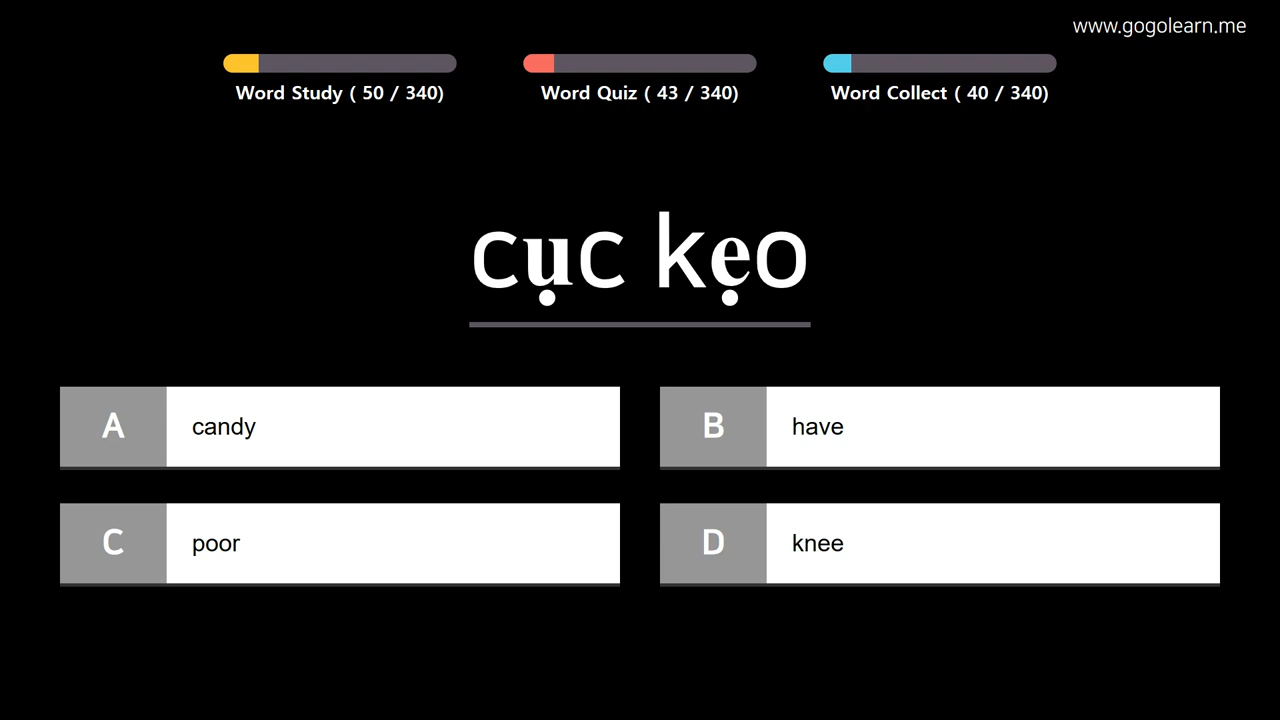 www.gogolearn.me
Word Study ( 50 / 340)
Word Quiz ( 43 / 340)
Word Collect ( 40 / 340)
cục kẹo
A candy
B have
C poor
D knee